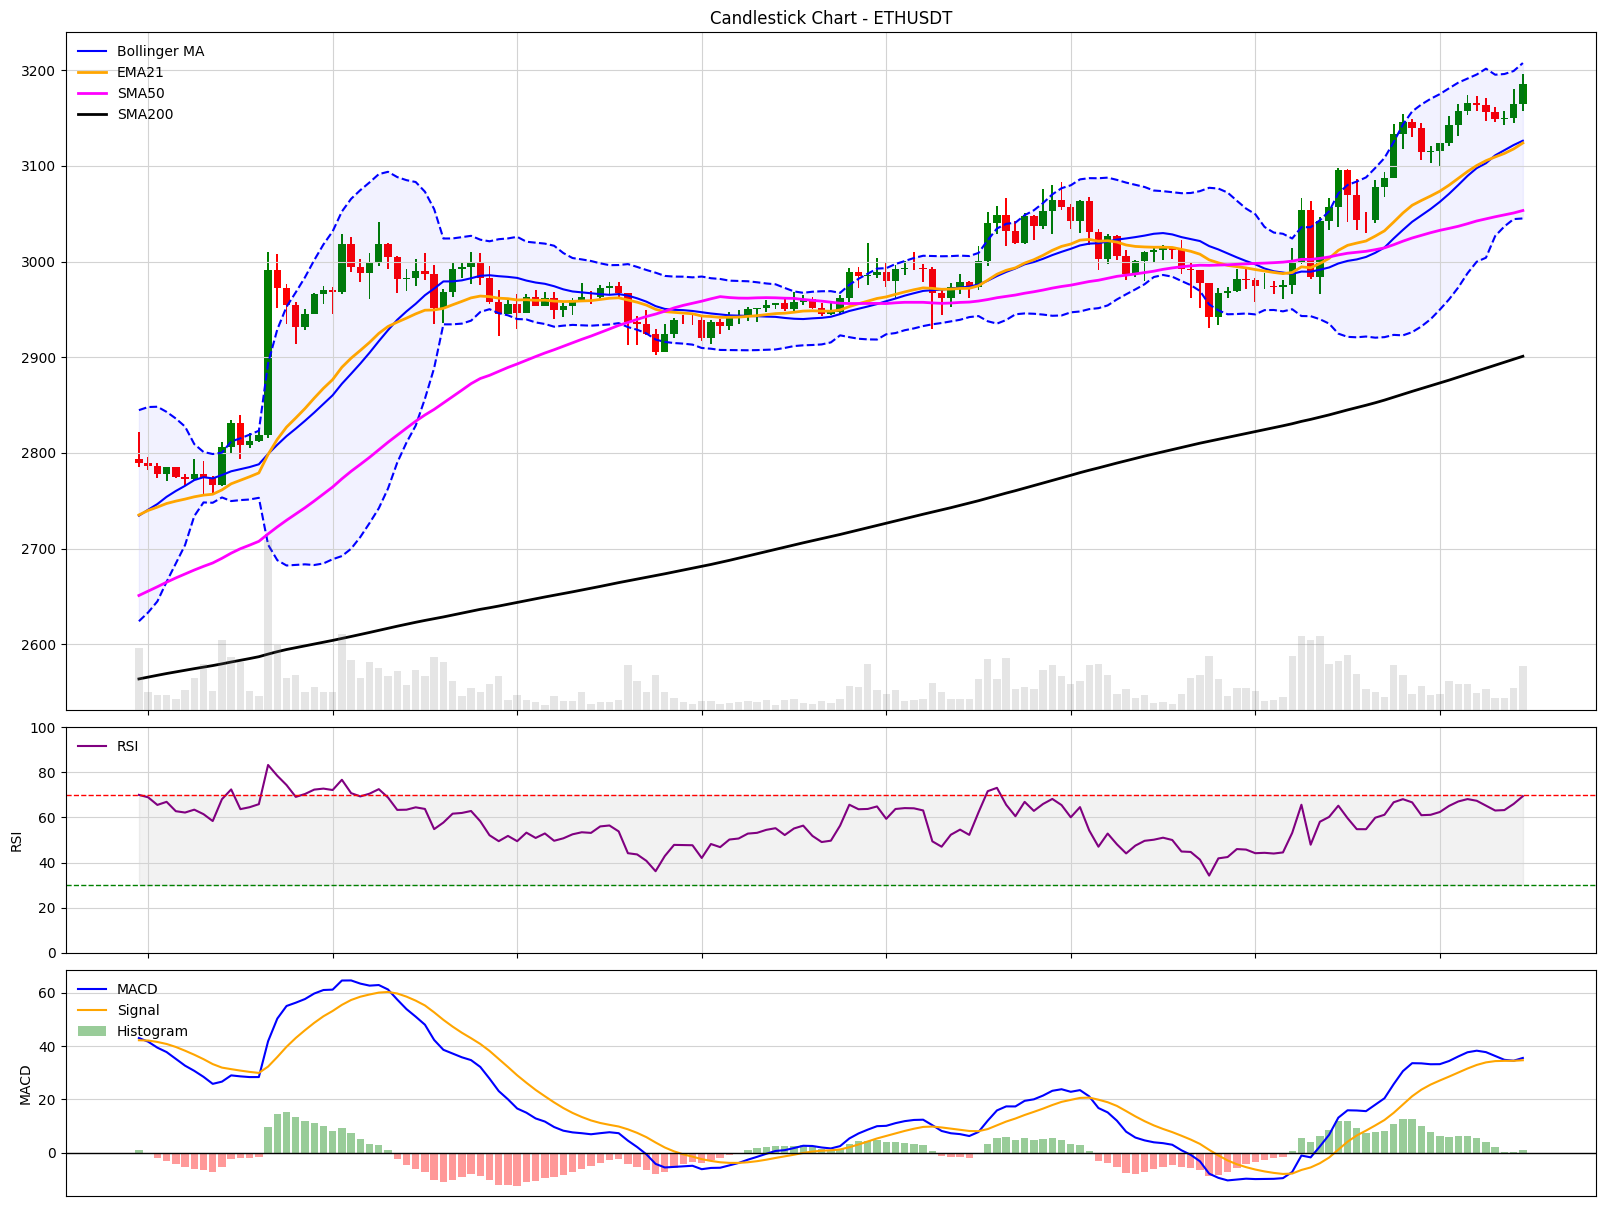 Candlestick Chart - ETHUSDT
Bollinger MA
EMA21
SMA50
SMA200
3200
3100
3000
2900
2800
2700
2600
RSI
100
80
60
40
20
0
RSI
MACD
Signal
Histogram
60
40
20
0
MACD